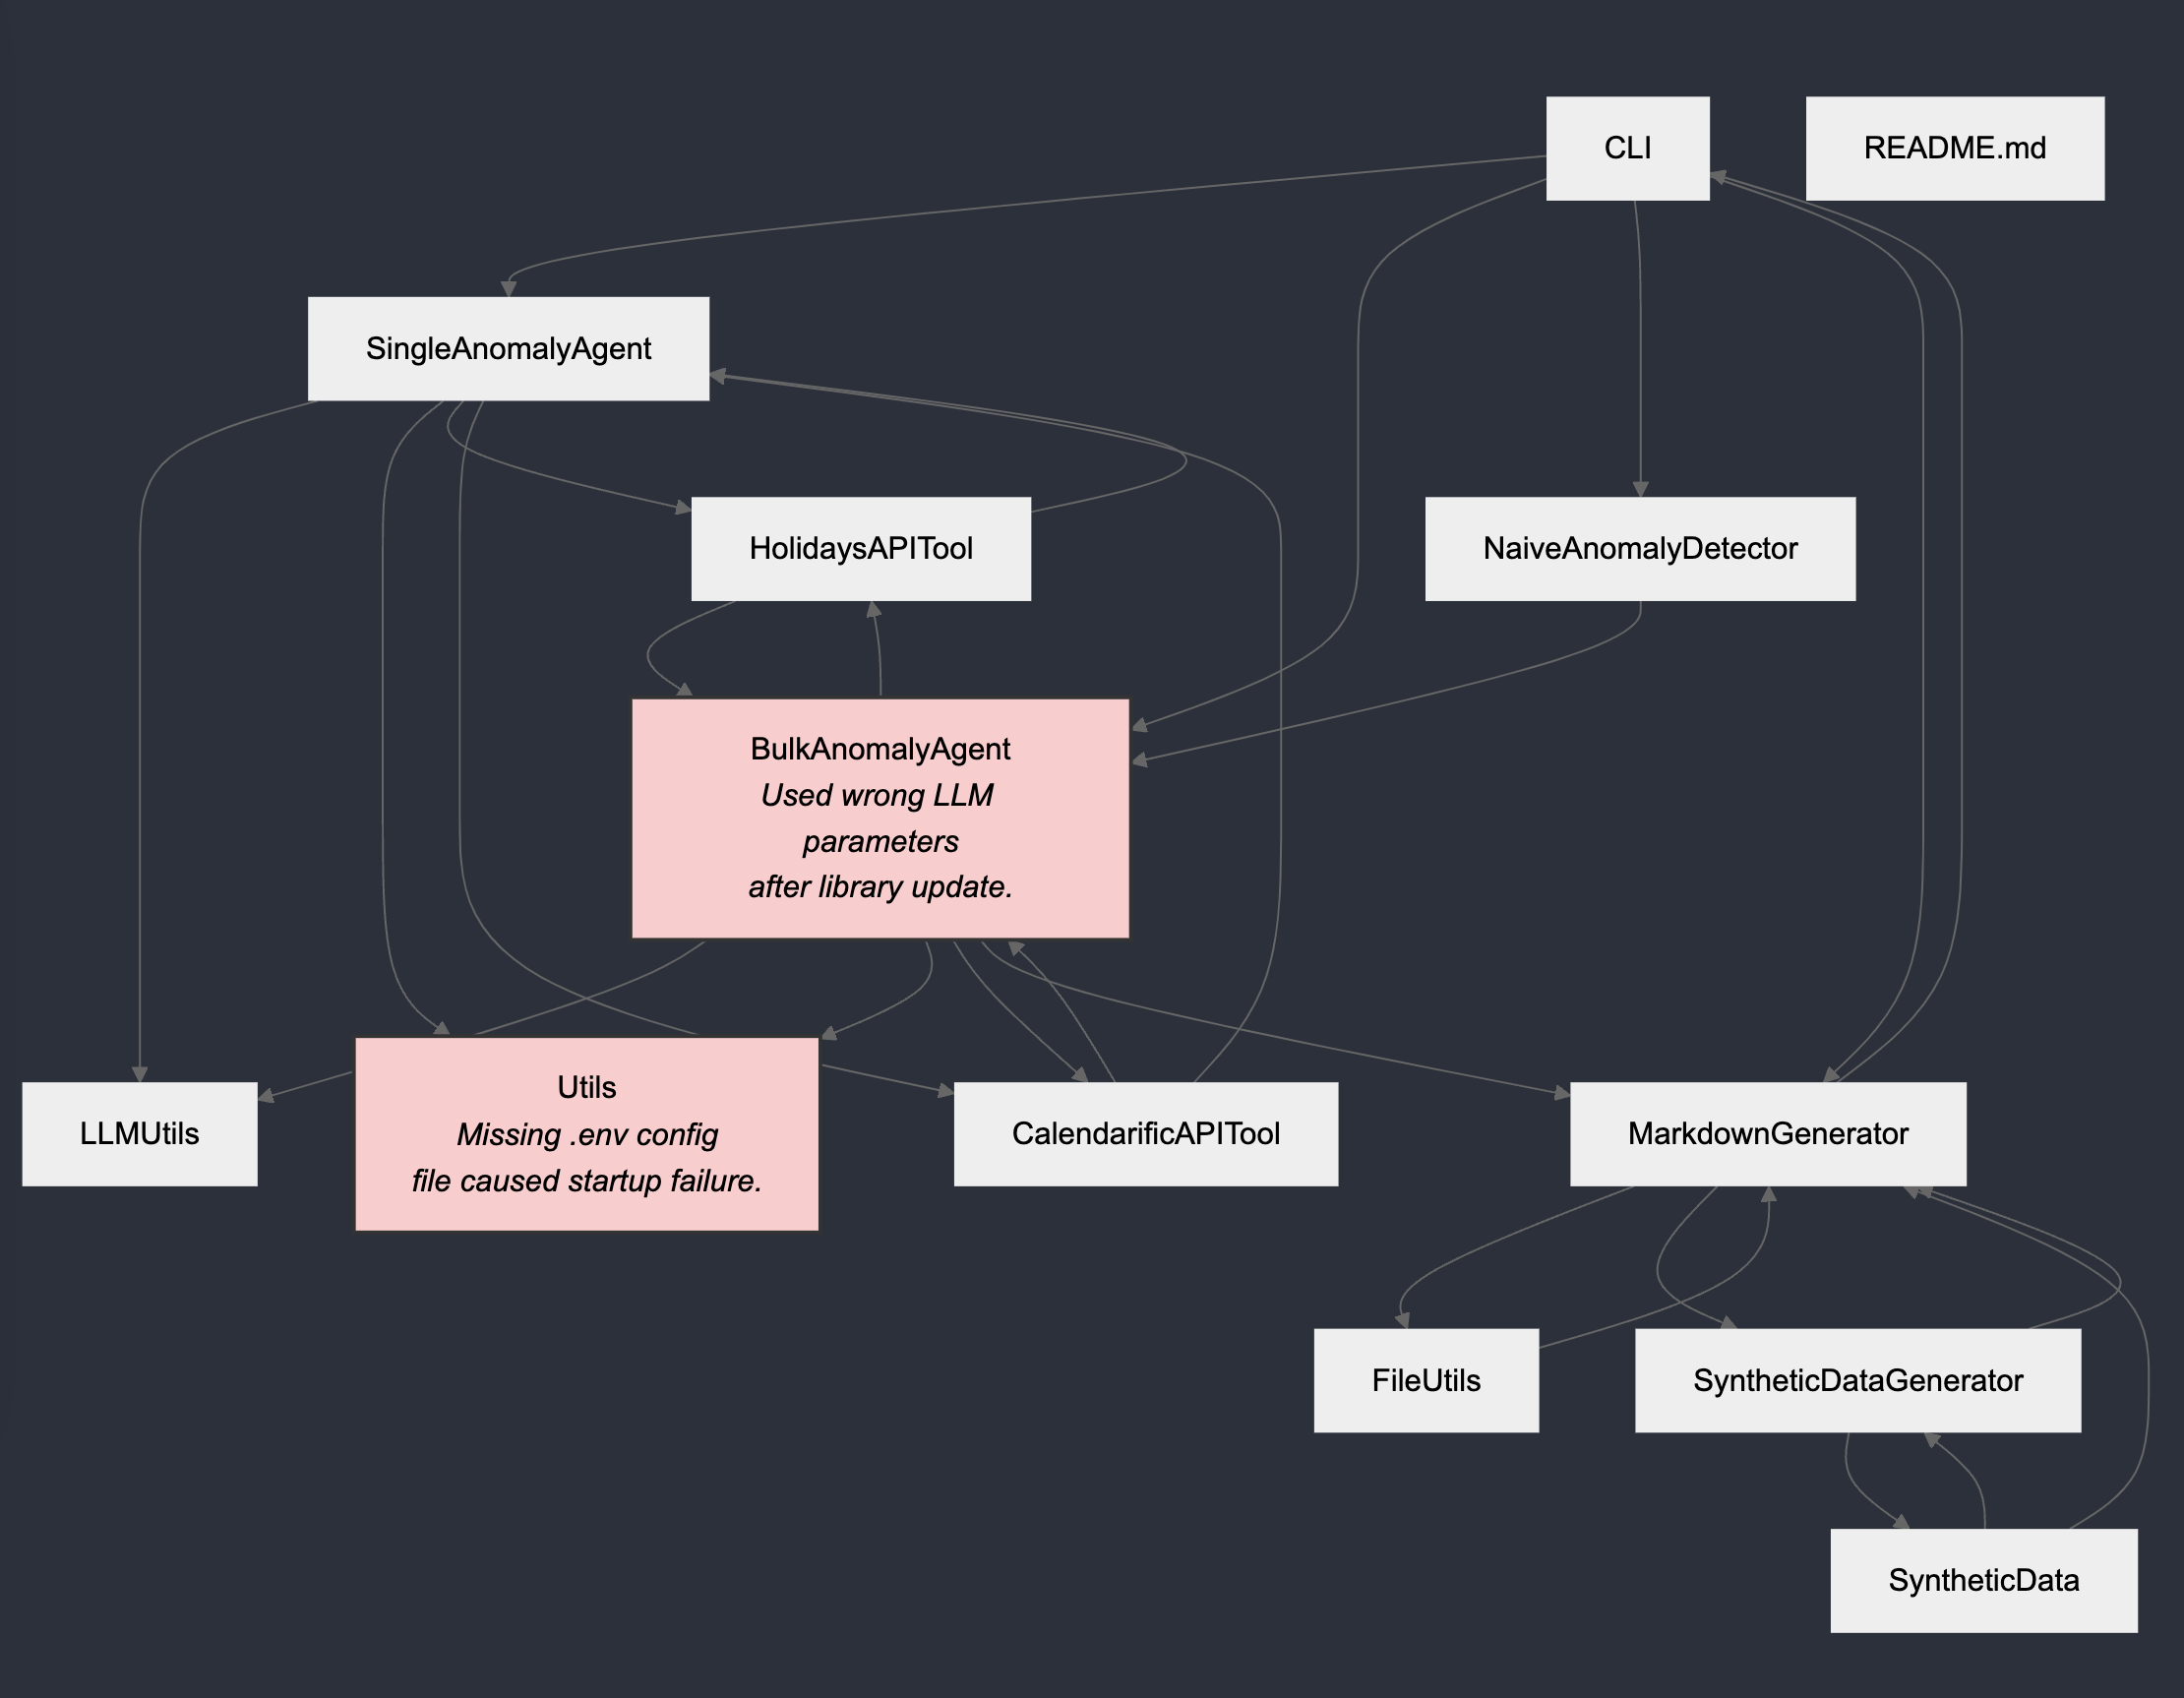 CLI
README.md
SingleAnomalyAgent
HolidaysAPITool
NaiveAnomalyDetector
BulkAnomalyAgent
Used wrong LLM
parameters
after library update.
LLMUtils
Utils
Missing .env config
file caused startup failure.
CalendarificAPITool
MarkdownGenerator
FileUtils
SyntheticDataGenerator
SyntheticData